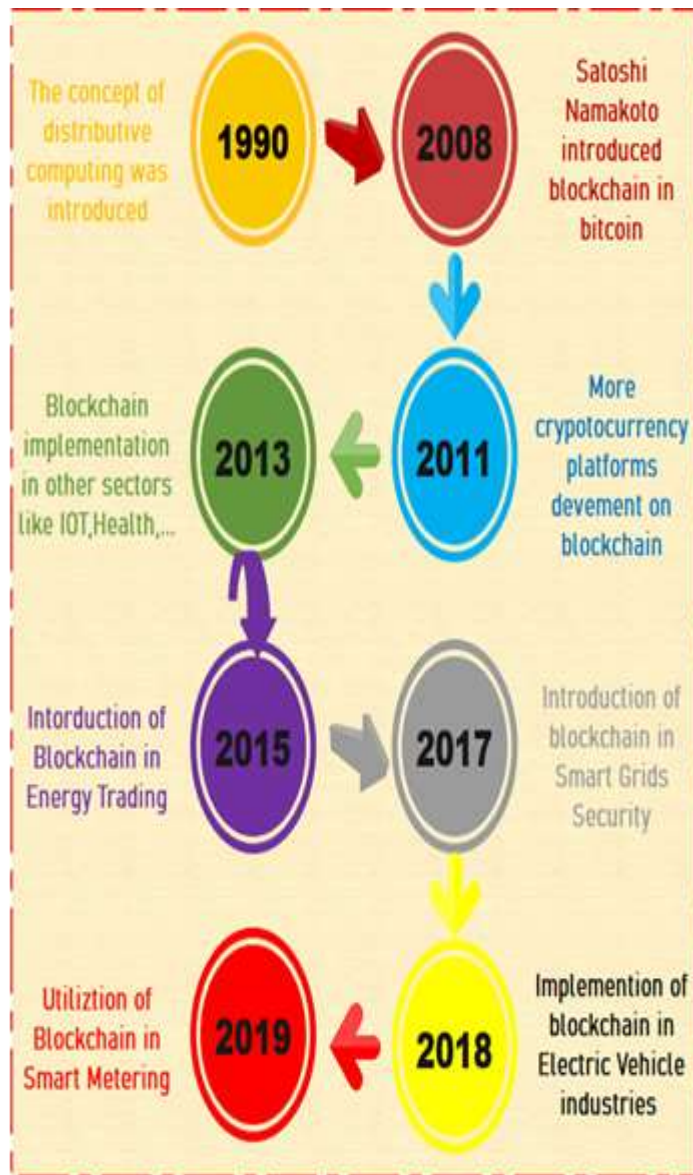 The concept of
distributive
computing was
introduced
1990
2008
Satoshi
Namakoto
introduced
blockchain in
bitcoin
More
crypotocurrency
platforms
devement on
blockchain
2011
2013
Blockchain
implementation
in other sectors
like IOT,Health,...
Intorduction of
Blockchain in
Energy Trading
2015
2017
Introduction of
blockchain in
Smart Grids
Security
Implemention of
blockchain in
Electric Vehicle
industries
2018
2019
Utiliztion of
Blockchain in
Smart Metering